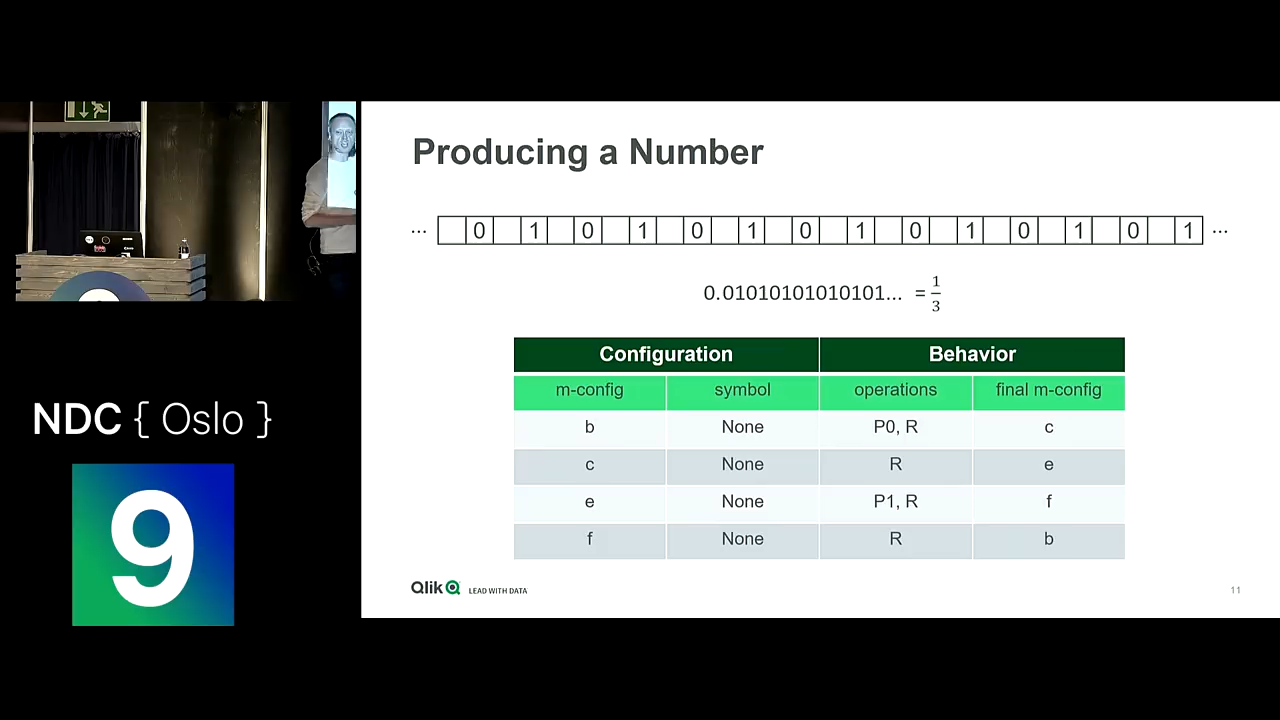 Producing a Number
... 0 1 0 1 0 1 0 1 0 1 0 1 0 1 ...
0.01010101010101... = 1/3
Configuration Behavior
m-config symbol operations final m-config
b None P0, R c
c None R e
e None P1, R f
f None R b
Qlik LEAD WITH DATA 11
NDC { Oslo }
9